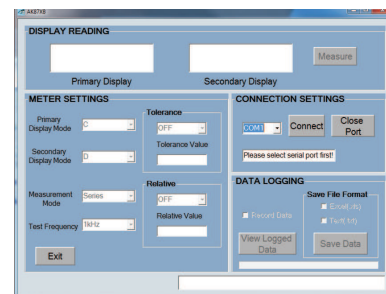 DISPLAY READING
Measure
Primary Display
Secondary Display
METER SETTINGS
Primary Display Mode
C
Secondary Display Mode
D
Measurement Mode
Series
Test Frequency
1kHz
Exit
Tolerance
OFF
Tolerance Value
Relative
OFF
Relative Value
CONNECTION SETTINGS
COM1
Connect
Close Port
Please select serial port first!
DATA LOGGING
Record Data
Save File Format
Excel(.xls)
Text(.txt)
View Logged Data
Save Data